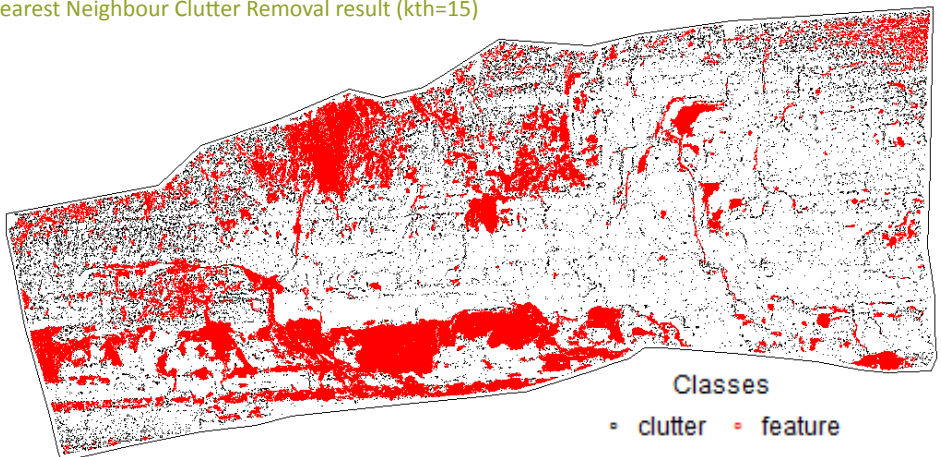 earest Neighbour Clutter Removal result (kth=15)
Classes
clutter feature